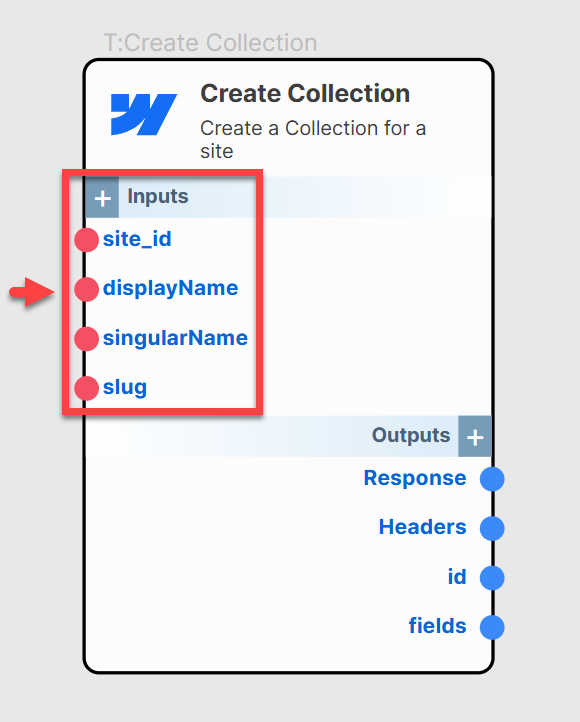 T:Create Collection
Create Collection
Create a Collection for a
site
+ Inputs
site_id
displayName
singularName
slug
Outputs +
Response
Headers
id
fields